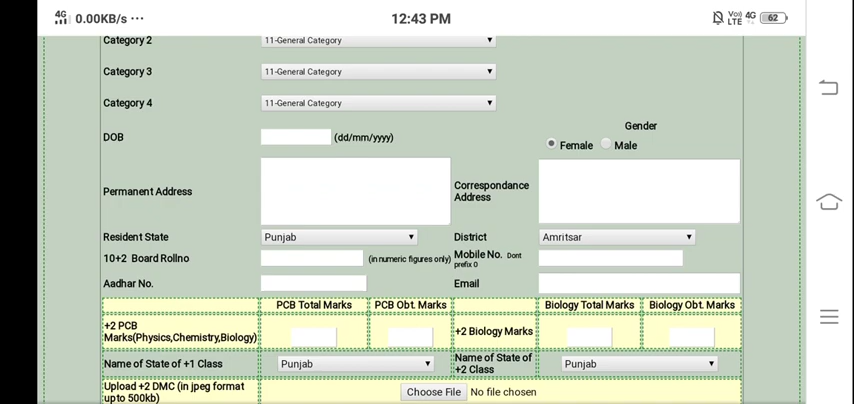 4G 0.00KB/s ··· 12:43 PM Vo) LTE 4G 62
Category 2 11-General Category
Category 3 11-General Category
Category 4 11-General Category
Gender
DOB (dd/mm/yyyy) Female Male
Permanent Address Correspondance Address
Resident State Punjab District Amritsar
10+2 Board Rollno (in numeric figures only) Mobile No. Dont prefix 0
Aadhar No. Email
PCB Total Marks PCB Obt. Marks Biology Total Marks Biology Obt. Marks
+2 PCB Marks(Physics,Chemistry,Biology) +2 Biology Marks
Name of State of +1 Class Punjab Name of State of +2 Class Punjab
Upload +2 DMC (in jpeg format upto 500kb) Choose File No file chosen